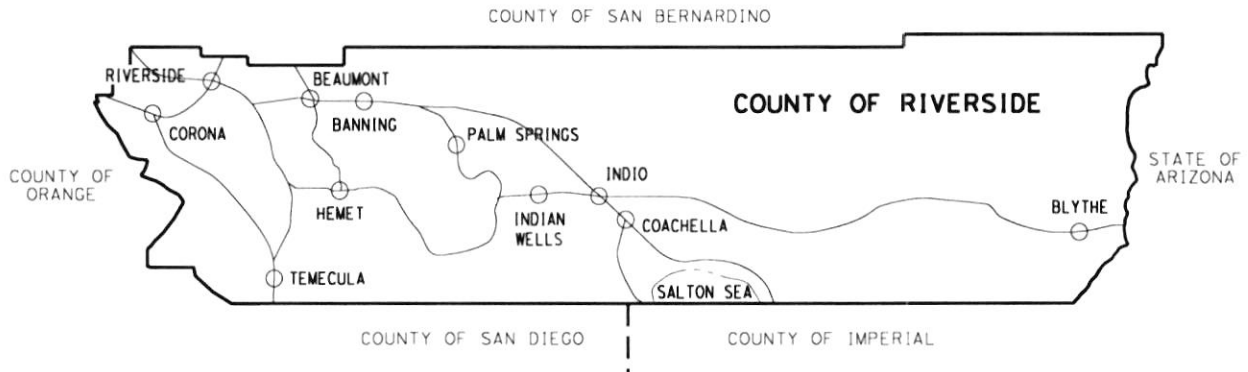 COUNTY OF SAN BERNARDINO
RIVERSIDE
BEAUMONT
COUNTY OF RIVERSIDE
CORONA
BANNING
PALM SPRINGS
COUNTY OF
ORANGE
STATE OF
ARIZONA
INDIO
HEMET
INDIAN
WELLS
COACHELLA
BLYTHE
TEMECULA
SALTON SEA
COUNTY OF SAN DIEGO
COUNTY OF IMPERIAL